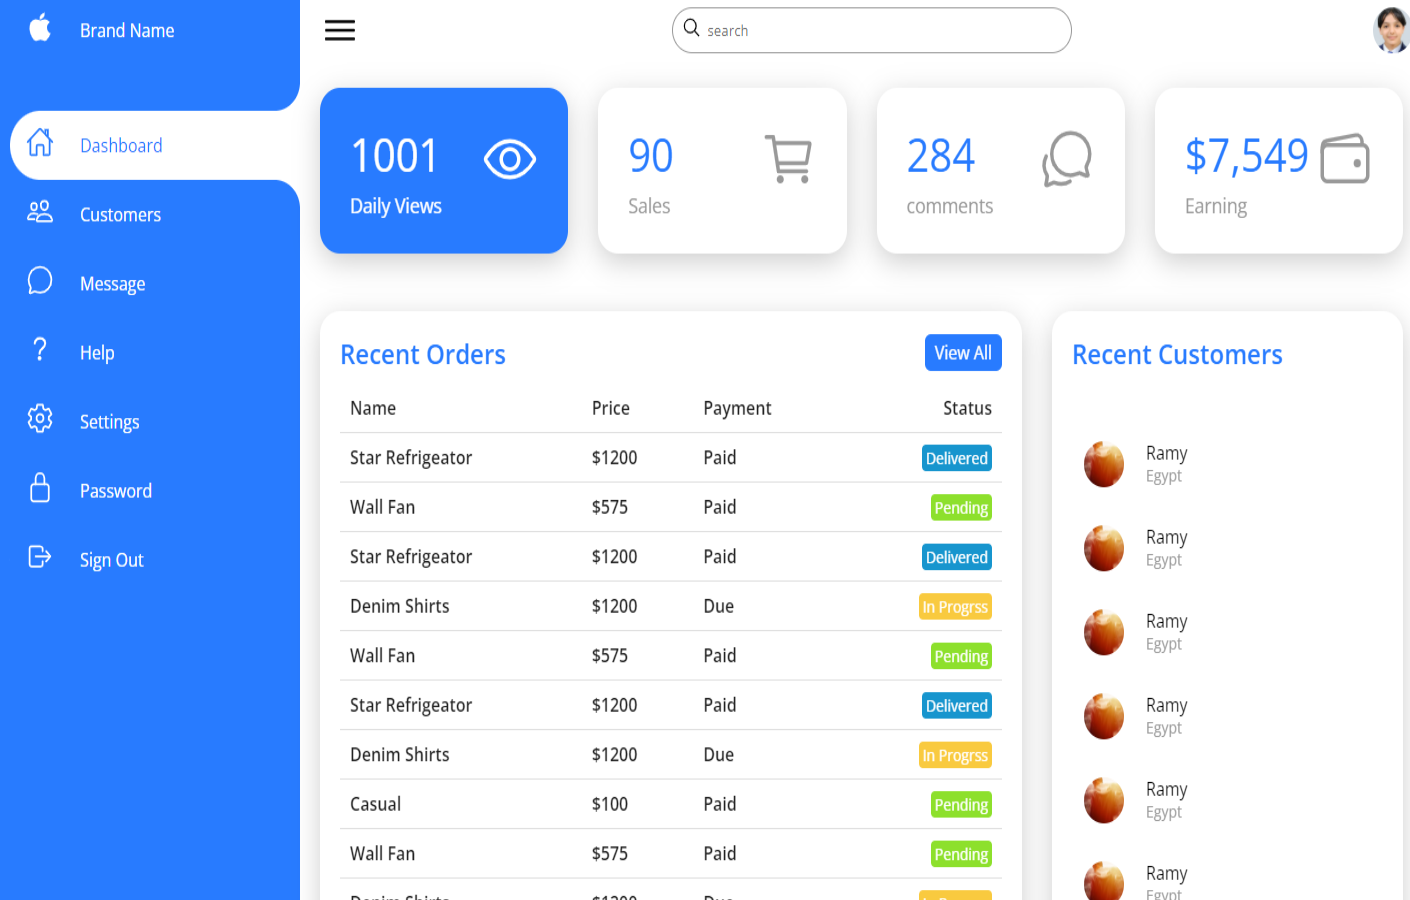 Brand Name
search
Dashboard
Customers
Message
Help
Settings
Password
Sign Out
1001
Daily Views
90
Sales
284
comments
$7,549
Earning
Recent Orders
View All
Name Price Payment Status
Star Refrigeator $1200 Paid Delivered
Wall Fan $575 Paid Pending
Star Refrigeator $1200 Paid Delivered
Denim Shirts $1200 Due In Progrss
Wall Fan $575 Paid Pending
Star Refrigeator $1200 Paid Delivered
Denim Shirts $1200 Due In Progrss
Casual $100 Paid Pending
Wall Fan $575 Paid Pending
Denim Shirts $1200 Due
Recent Customers
Ramy
Egypt
Ramy
Egypt
Ramy
Egypt
Ramy
Egypt
Ramy
Egypt
Ramy
Egypt